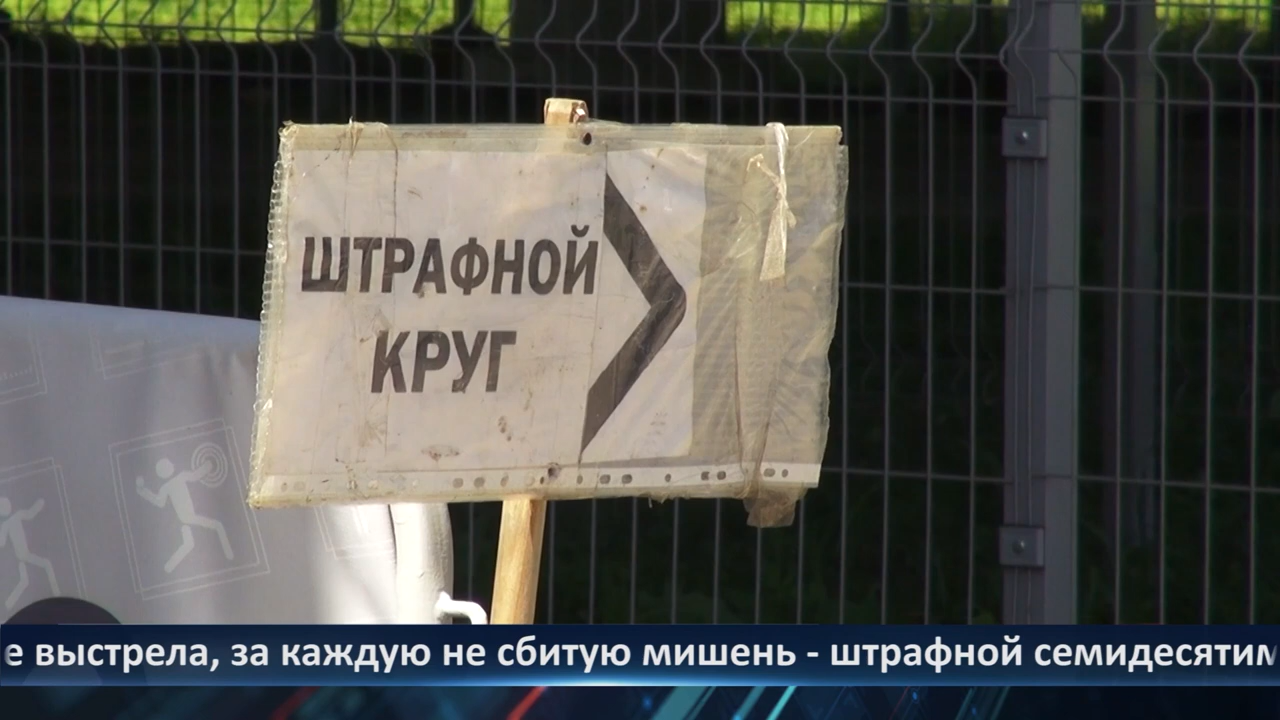 ШТРАФНОЙ
КРУГ
е выстрела, за каждую не сбитую мишень - штрафной семидесятим